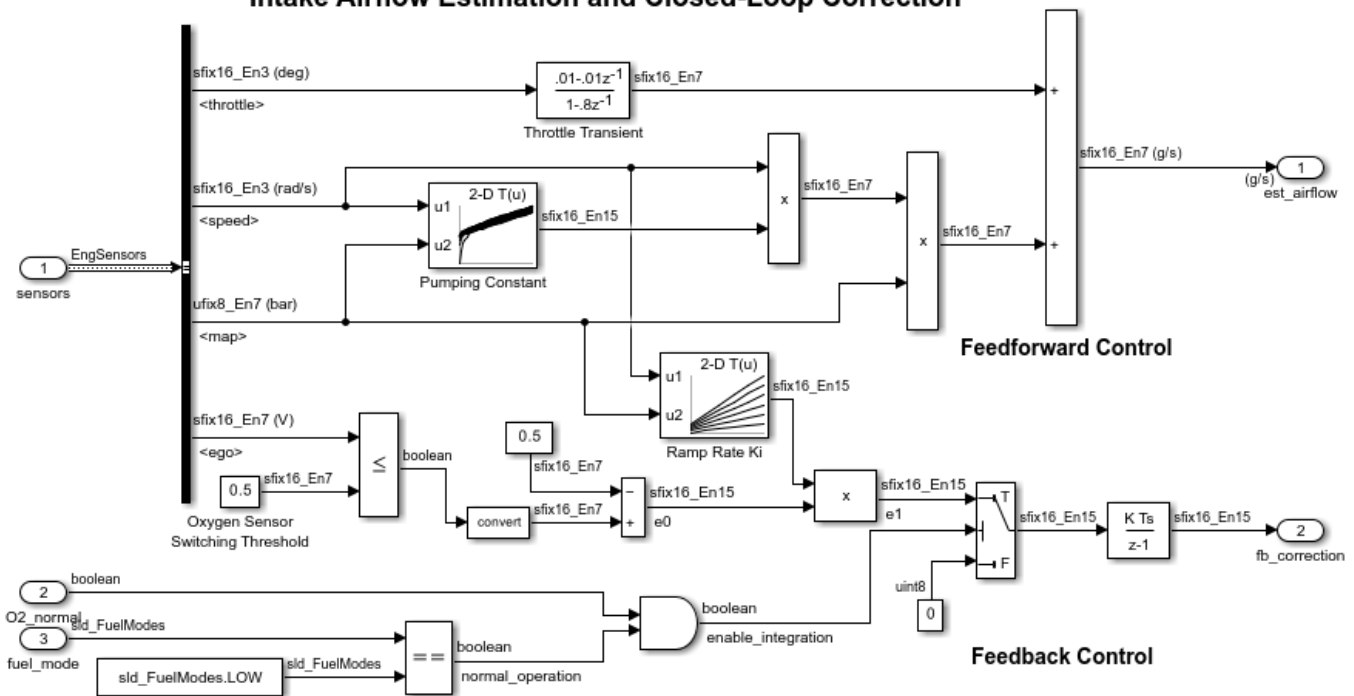 Intake Airflow Estimation and Closed-Loop Correction
sfix16_En3 (deg)
<throttle>
.01-.01z-1
1-.8z-1
Throttle Transient
sfix16_En7
+
sfix16_En7 (g/s)
(g/s)
1
est_airflow
sfix16_En3 (rad/s)
<speed>
2-D T(u)
u1
u2
Pumping Constant
sfix16_En15
x
sfix16_En7
x
sfix16_En7
+
EngSensors
1
sensors
ufix8_En7 (bar)
<map>
Feedforward Control
2-D T(u)
u1
u2
Ramp Rate Ki
sfix16_En15
sfix16_En7 (V)
<ego>
0.5
sfix16_En7
Oxygen Sensor
Switching Threshold
≤
boolean
convert
sfix16_En7
0.5
sfix16_En7
−
+
sfix16_En15
e0
x
sfix16_En15
e1
T
F
sfix16_En15
K Ts
z-1
sfix16_En15
2
fb_correction
uint8
0
2
O2_normal
boolean
3
fuel_mode
sld_FuelModes
sld_FuelModes.LOW
sld_FuelModes
==
boolean
normal_operation
boolean
enable_integration
Feedback Control